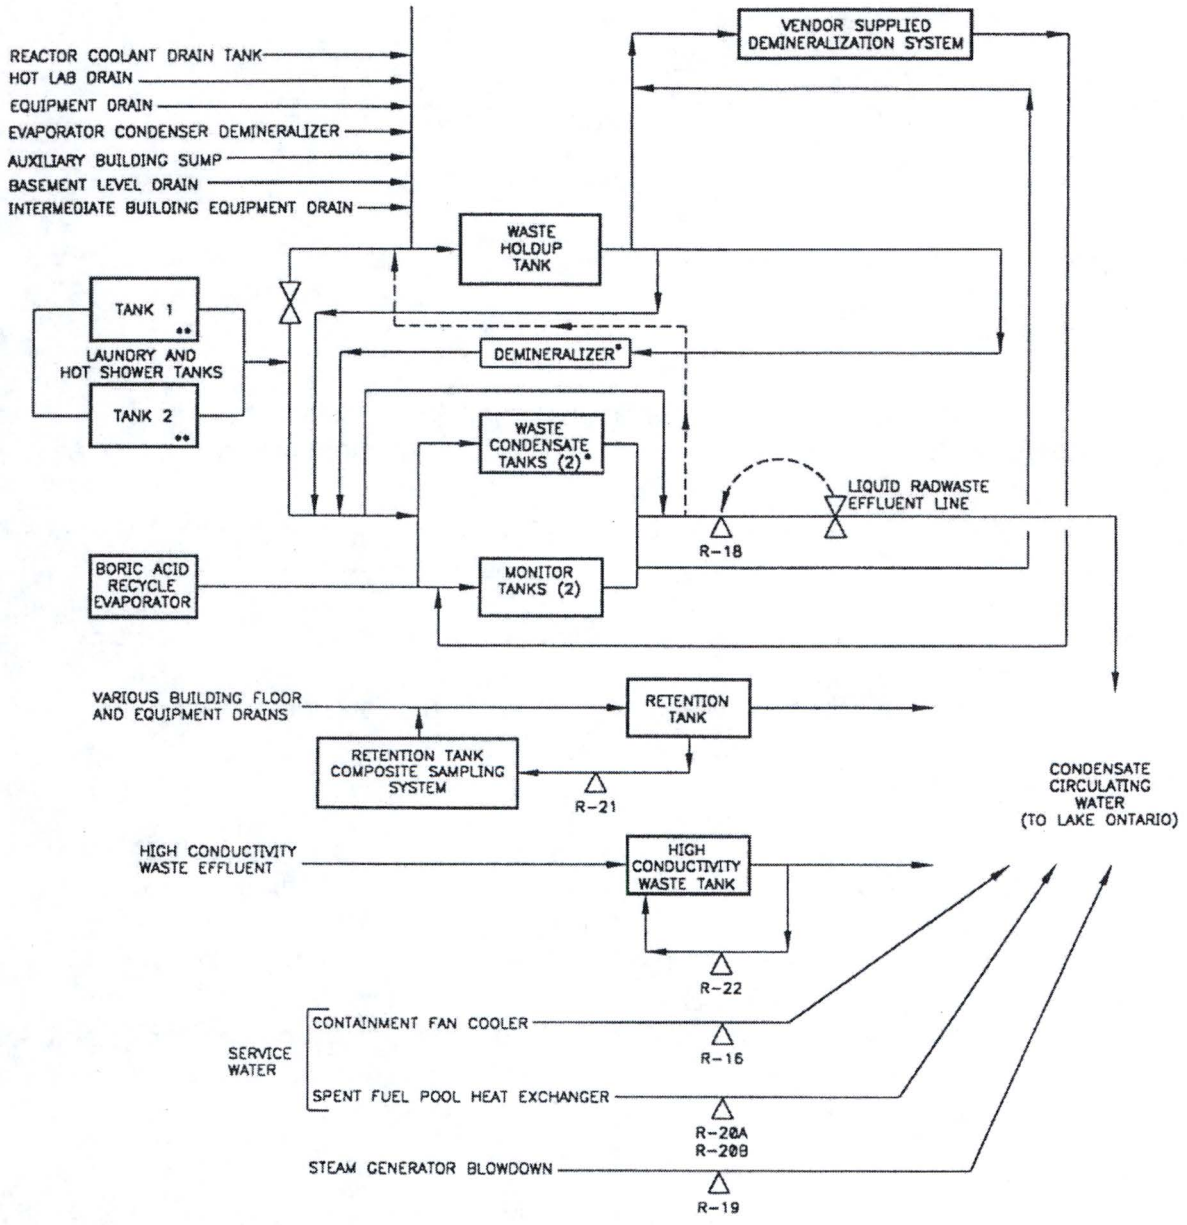 VENDOR SUPPLIED
DEMINERALIZATION SYSTEM
REACTOR COOLANT DRAIN TANK
HOT LAB DRAIN
EQUIPMENT DRAIN
EVAPORATOR CONDENSER DEMINERALIZER
AUXILIARY BUILDING SUMP
BASEMENT LEVEL DRAIN
INTERMEDIATE BUILDING EQUIPMENT DRAIN
WASTE
HOLDUP
TANK
TANK 1
**
LAUNDRY AND
HOT SHOWER TANKS
TANK 2
**
DEMINERALIZER*
WASTE
CONDENSATE
TANKS (2)*
LIQUID RADWASTE
EFFLUENT LINE
R-18
BORIC ACID
RECYCLE
EVAPORATOR
MONITOR
TANKS (2)
VARIOUS BUILDING FLOOR
AND EQUIPMENT DRAINS
RETENTION
TANK
RETENTION TANK
COMPOSITE SAMPLING
SYSTEM
R-21
CONDENSATE
CIRCULATING
WATER
(TO LAKE ONTARIO)
HIGH CONDUCTIVITY
WASTE EFFLUENT
HIGH
CONDUCTIVITY
WASTE TANK
R-22
SERVICE
WATER
CONTAINMENT FAN COOLER
R-16
SPENT FUEL POOL HEAT EXCHANGER
R-20A
R-20B
STEAM GENERATOR BLOWDOWN
R-19